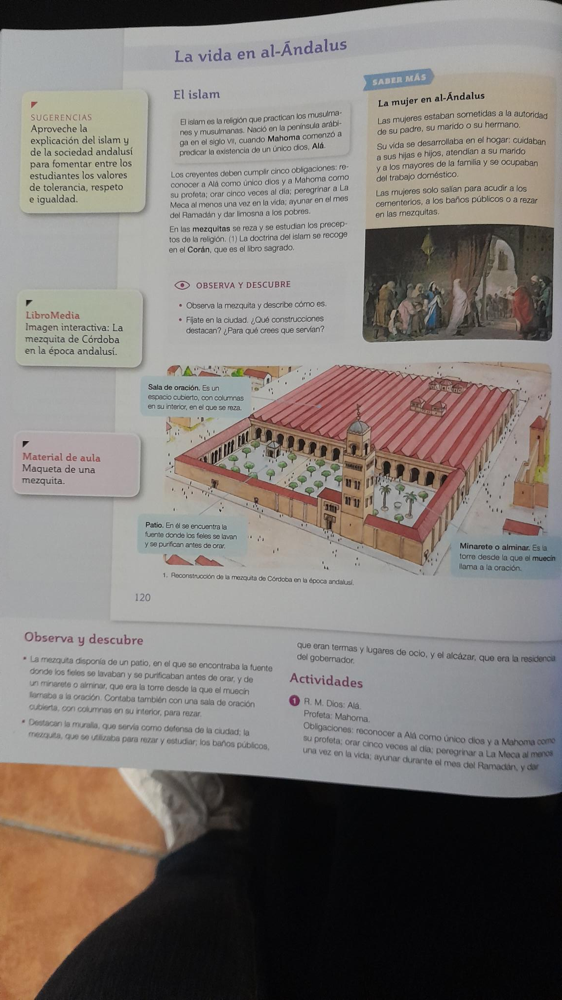 La vida en al-Ándalus
SUGERENCIAS
Aproveche la
explicación del islam y
de la sociedad andalusí
para fomentar entre los
estudiantes los valores
de tolerancia, respeto
e igualdad.
LibroMedia
Imagen interactiva: La
mezquita de Córdoba
en la época andalusí.
Material de aula
Maqueta de una
mezquita.
El islam
El islam es la religión que practican los musulma-
nes y musulmanas. Nació en la península arábi-
ga en el siglo VII, cuando Mahoma comenzó a
predicar la existencia de un único dios, Alá.
Los creyentes deben cumplir cinco obligaciones: re-
conocer a Alá como único dios y a Mahoma como
su profeta; orar cinco veces al día; peregrinar a La
Meca al menos una vez en la vida; ayunar en el mes
del Ramadán y dar limosna a los pobres.
En las mezquitas se reza y se estudian los precep-
tos de la religión. (1) La doctrina del islam se recoge
en el Corán, que es el libro sagrado.
OBSERVA Y DESCUBRE
• Observa la mezquita y describe cómo es.
• Fíjate en la ciudad. ¿Qué construcciones
destacan? ¿Para qué crees que servían?
SABER MÁS
La mujer en al-Ándalus
Las mujeres estaban sometidas a la autoridad
de su padre, su marido o su hermano.
Su vida se desarrollaba en el hogar: cuidaban
a sus hijas e hijos, atendían a su marido
y a los mayores de la familia y se ocupaban
del trabajo doméstico.
Las mujeres solo salían para acudir a los
cementerios, a los baños públicos o a rezar
en las mezquitas.
Sala de oración. Es un
espacio cubierto, con columnas
en su interior, en el que se reza.
Patio. En él se encuentra la
fuente donde los fieles se lavan
y se purifican antes de orar.
Minarete o alminar. Es la
torre desde la que el muecín
llama a la oración.
1. Reconstrucción de la mezquita de Córdoba en la época andalusí.
120
Observa y descubre
• La mezquita disponía de un patio, en el que se encontraba la fuente
donde los fieles se lavaban y se purificaban antes de orar, y de
un minarete o alminar, que era la torre desde la que el muecín
llamaba a la oración. Contaba también con una sala de oración
cubierta, con columnas en su interior, para rezar.
• Destacan la muralla, que servía como defensa de la ciudad; la
mezquita, que se utilizaba para rezar y estudiar; los baños públicos,
que eran termas y lugares de ocio, y el alcázar, que era la residencia
del gobernador.
Actividades
1 R. M. Dios: Alá.
Profeta: Mahoma.
Obligaciones: reconocer a Alá como único dios y a Mahoma como
su profeta; orar cinco veces al día; peregrinar a La Meca al menos
una vez en la vida; ayunar durante el mes del Ramadán, y dar